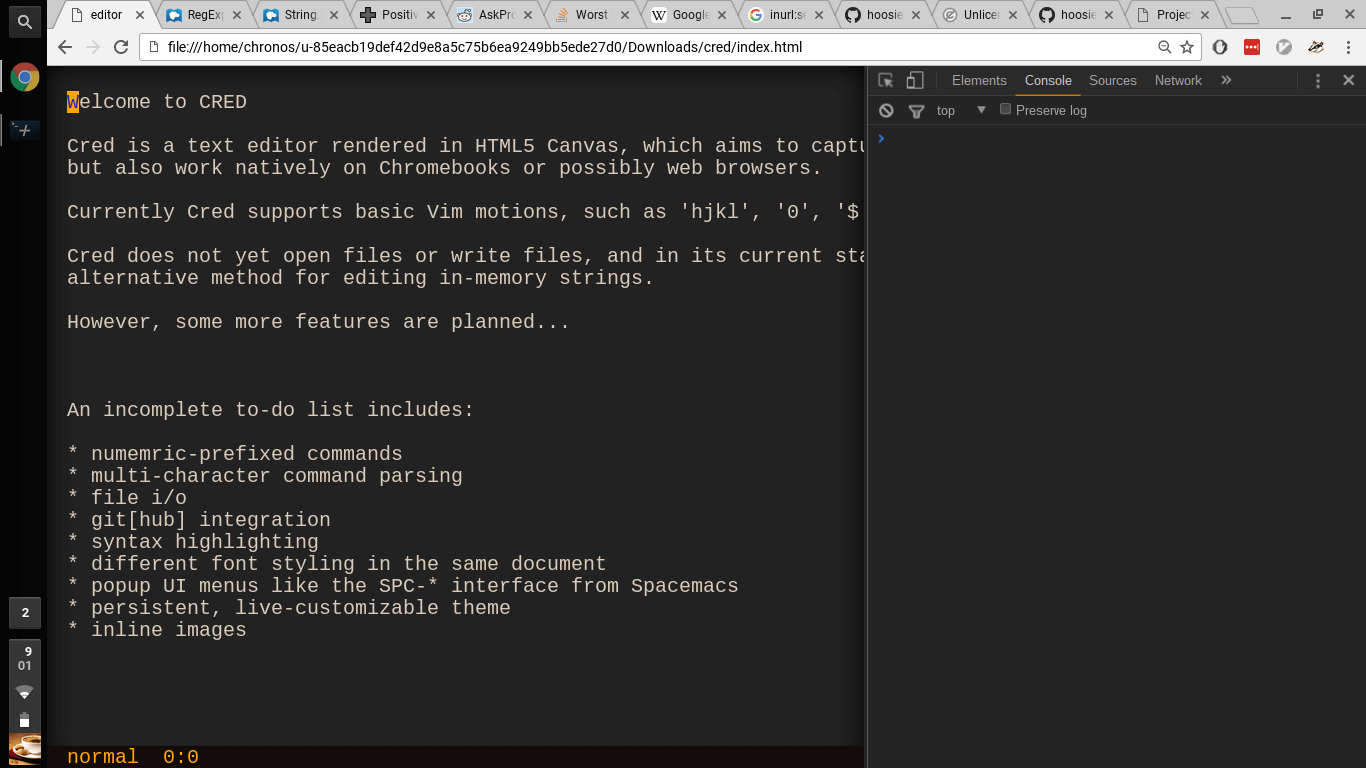 editor
RegExp
String.
Positiv
AskPro
Worst
Google
inurl:se
hoosie
Unlicen
hoosie
Projec
file:///home/chronos/u-85eacb19def42d9e8a5c75b6ea9249bb5ede27d0/Downloads/cred/index.html
Elements Console Sources Network »
top Preserve log
Welcome to CRED
Cred is a text editor rendered in HTML5 Canvas, which aims to captu
but also work natively on Chromebooks or possibly web browsers.
Currently Cred supports basic Vim motions, such as 'hjkl', '0', '$
Cred does not yet open files or write files, and in its current sta
alternative method for editing in-memory strings.
However, some more features are planned...
An incomplete to-do list includes:
* numemric-prefixed commands
* multi-character command parsing
* file i/o
* git[hub] integration
* syntax highlighting
* different font styling in the same document
* popup UI menus like the SPC-* interface from Spacemacs
* persistent, live-customizable theme
* inline images
normal 0:0
2
9
01